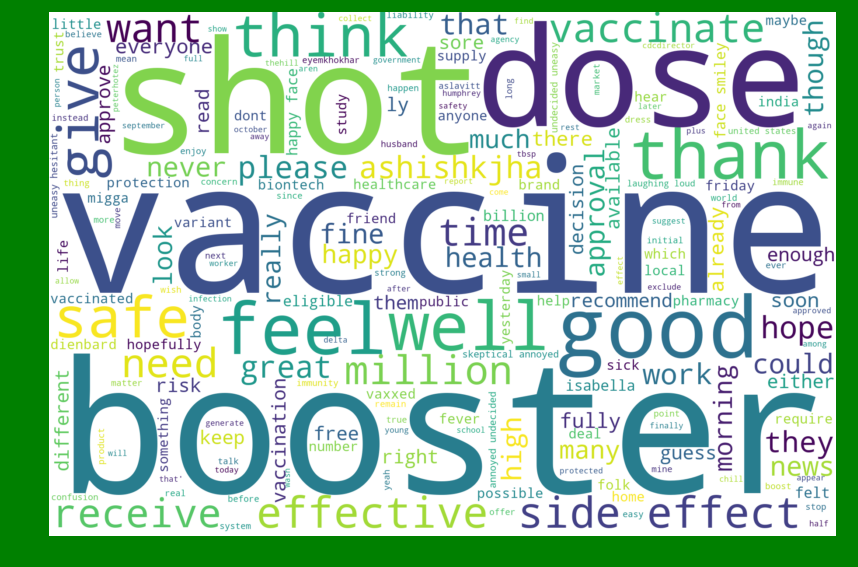 little
believe
want
everyone
think
that
sore
supply
vaccinate
maybe
trust
give
approve
shot
dose
though
thehill
eyemkhokhar
aren
government
collect
liability
show
agency
find
cdcdirector
mean
full
happy face
happen
aslavitt
humphrey
safety
long
undecided uneasy
market
hear
later
dress
face smiley
india
person
peterhotez
instead
september
read
dont
october
away
study
ly
anyone
husband
rest
plus
united states
again
enjoy
never
please
ashishkjha
much
there
tbsp
approval
available
thank
uneasy hesitant
thing
protection
concern
biontech
since
healthcare
report
come
brand
decision
laughing loud
friday
immune
world
from
migga
more
move
variant
really
friend
fine
happy
time
health
billion
suggest
initial
which
local
already
enough
ever
vaccine
life
allow
look
next
worker
wish
strong
after
small
effect
exclude
vaccinated
infection
body
eligible
them
public
yesterday
help
recommend
pharmacy
soon
approved
safe
feel
well
good
hope
among
dienbard
hopefully
delta
need
great
million
skeptical annoyed
sick
work
could
either
different
matter
risk
immunity
vaxxed
remain
isabella
morning
booster
product
something
generate
keep
vaccination
free
number
true
young
fever
school
annoyed undecided
high
fully
deal
many
guess
point
finally
require
they
news
will
talk
today
right
protected
mine
confusion
that'
real
before
wash
yeah
possible
folk
home
chill
boost
appear
felt
stop
receive
system
effective
offer
easy
side effect
half